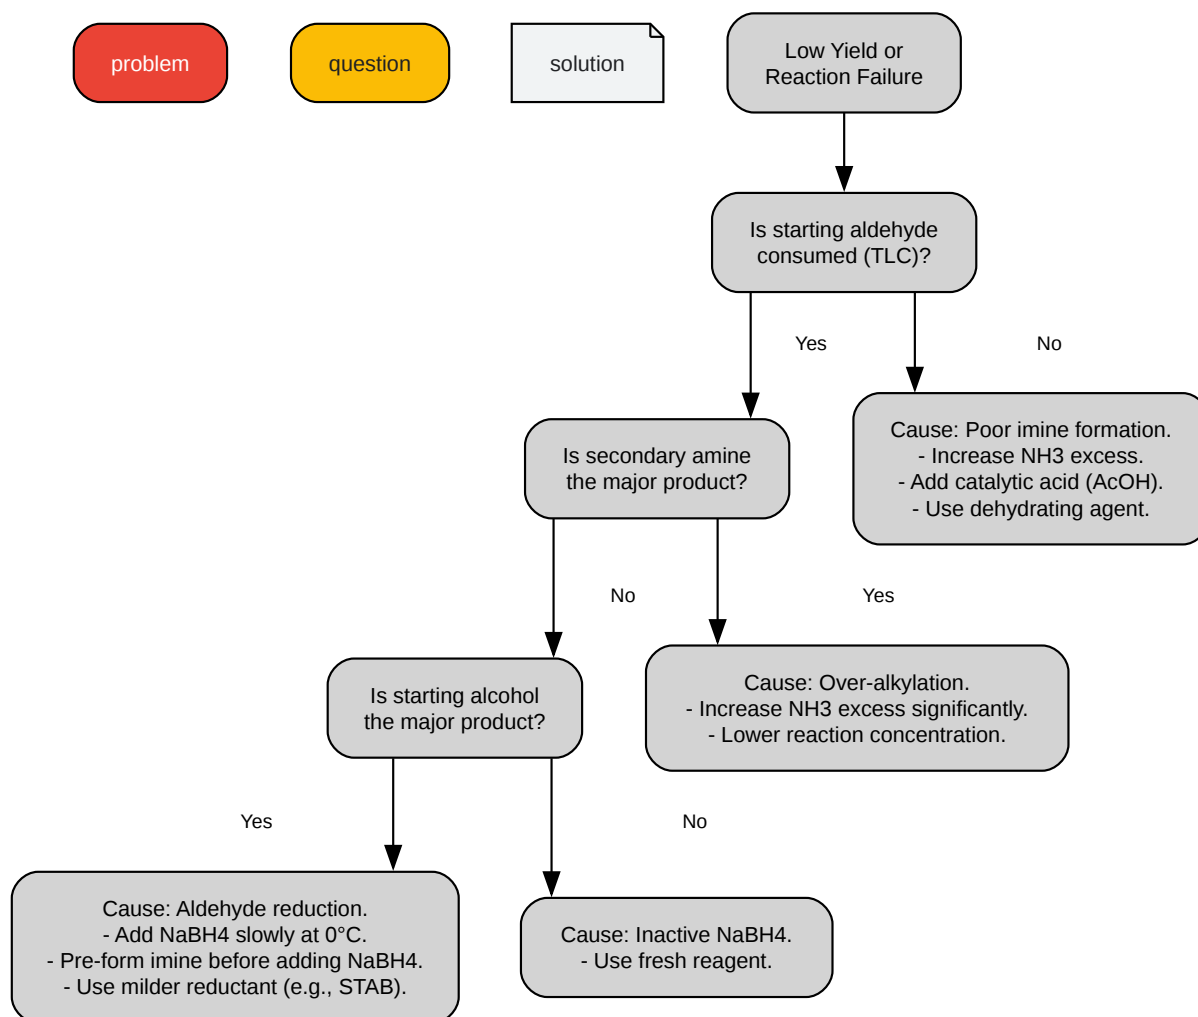 problem
question
solution
Low Yield or
Reaction Failure
Is starting aldehyde
consumed (TLC)?
Yes
No
Cause: Poor imine formation.
- Increase NH3 excess.
- Add catalytic acid (AcOH).
- Use dehydrating agent.
Is secondary amine
the major product?
No
Yes
Cause: Over-alkylation.
- Increase NH3 excess significantly.
- Lower reaction concentration.
Is starting alcohol
the major product?
Yes
No
Cause: Aldehyde reduction.
- Add NaBH4 slowly at 0°C.
- Pre-form imine before adding NaBH4.
- Use milder reductant (e.g., STAB).
Cause: Inactive NaBH4.
- Use fresh reagent.